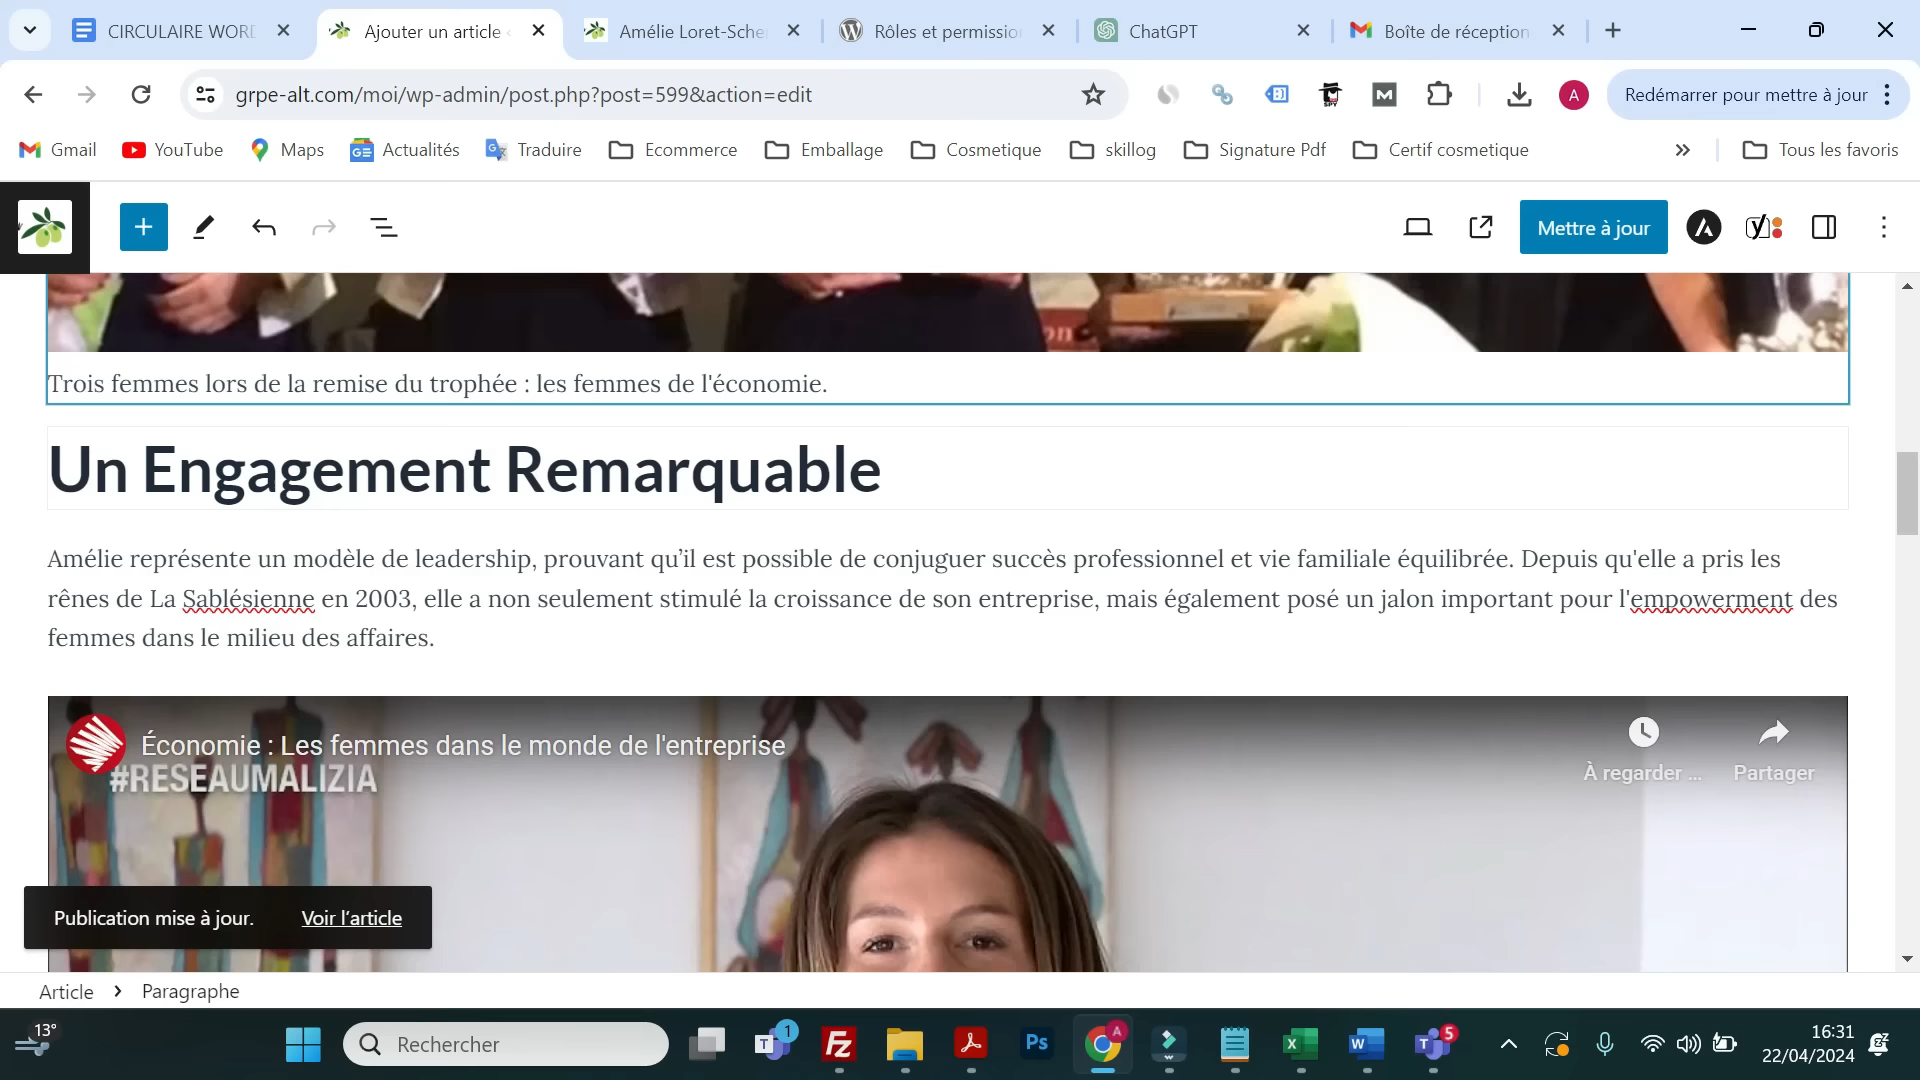 CIRCULAIRE WORD
Ajouter un article
Amélie Loret-Sche
Rôles et permissio
ChatGPT
Boîte de réception
grpe-alt.com/moi/wp-admin/post.php?post=599&action=edit
A
Redémarrer pour mettre à jour
Gmail
YouTube
Maps
Actualités
Traduire
Ecommerce
Emballage
Cosmetique
skillog
Signature Pdf
Certif cosmetique
Tous les favoris
Mettre à jour
Trois femmes lors de la remise du trophée : les femmes de l'économie.
Un Engagement Remarquable
Amélie représente un modèle de leadership, prouvant qu’il est possible de conjuguer succès professionnel et vie familiale équilibrée. Depuis qu'elle a pris les
rênes de La Sablésienne en 2003, elle a non seulement stimulé la croissance de son entreprise, mais également posé un jalon important pour l'empowerment des
femmes dans le milieu des affaires.
Économie : Les femmes dans le monde de l'entreprise
#RESEAUMALIZIA
À regarder ...
Partager
Publication mise à jour.
Voir l’article
Article
Paragraphe
13°
Rechercher
1
Ps
A
5
16:31
22/04/2024